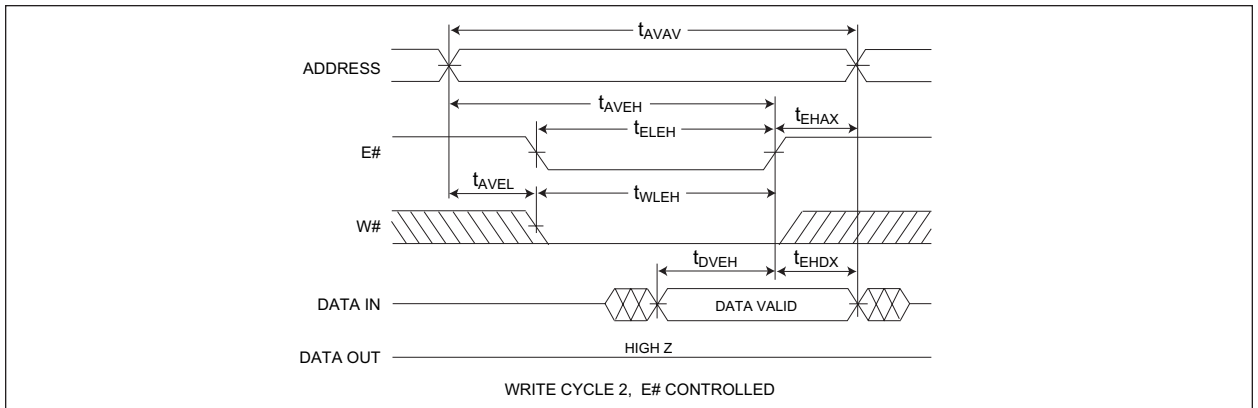 tAVAV
ADDRESS
tAVEH
tEHAX
tELEH
E#
tAVEL
tWLEH
W#
tDVEH
tEHDX
DATA IN
DATA VALID
HIGH Z
DATA OUT
WRITE CYCLE 2, E# CONTROLLED